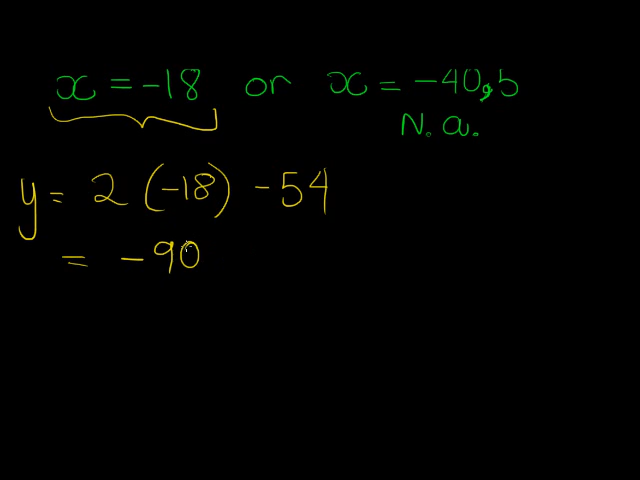 x = -18 or x = -40,5
N.a.
y = 2 (-18) - 54
= -90